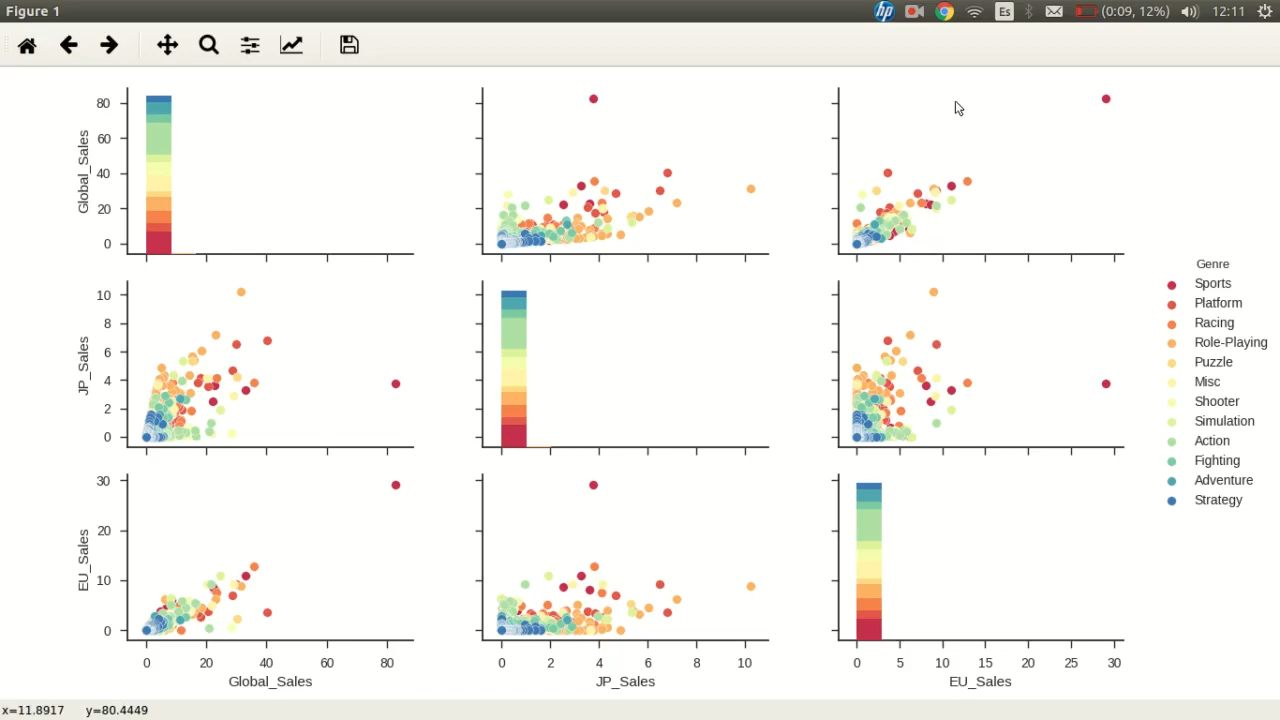 Figure 1
Es
(0:09, 12%)
12:11
Global_Sales
80
60
40
20
0
JP_Sales
10
8
6
4
2
0
EU_Sales
30
20
10
0
0 20 40 60 80
Global_Sales
0 2 4 6 8 10
JP_Sales
0 5 10 15 20 25 30
EU_Sales
Genre
Sports
Platform
Racing
Role-Playing
Puzzle
Misc
Shooter
Simulation
Action
Fighting
Adventure
Strategy
x=11.8917 y=80.4449